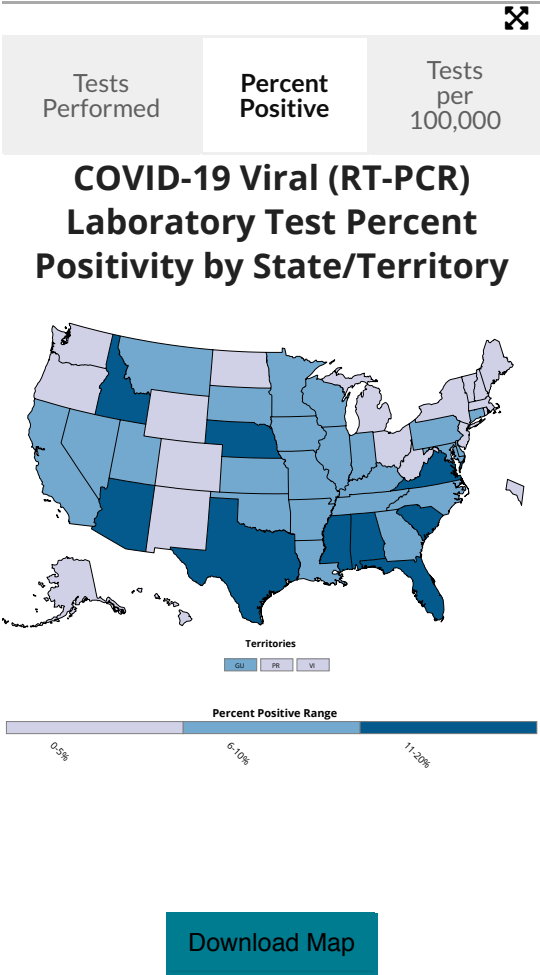 Tests
Performed
Percent
Positive
Tests
per
100,000
COVID-19 Viral (RT-PCR)
Laboratory Test Percent
Positivity by State/Territory
Territories
GU
PR
VI
Percent Positive Range
0-5%
6-10%
11-20%
Download Map